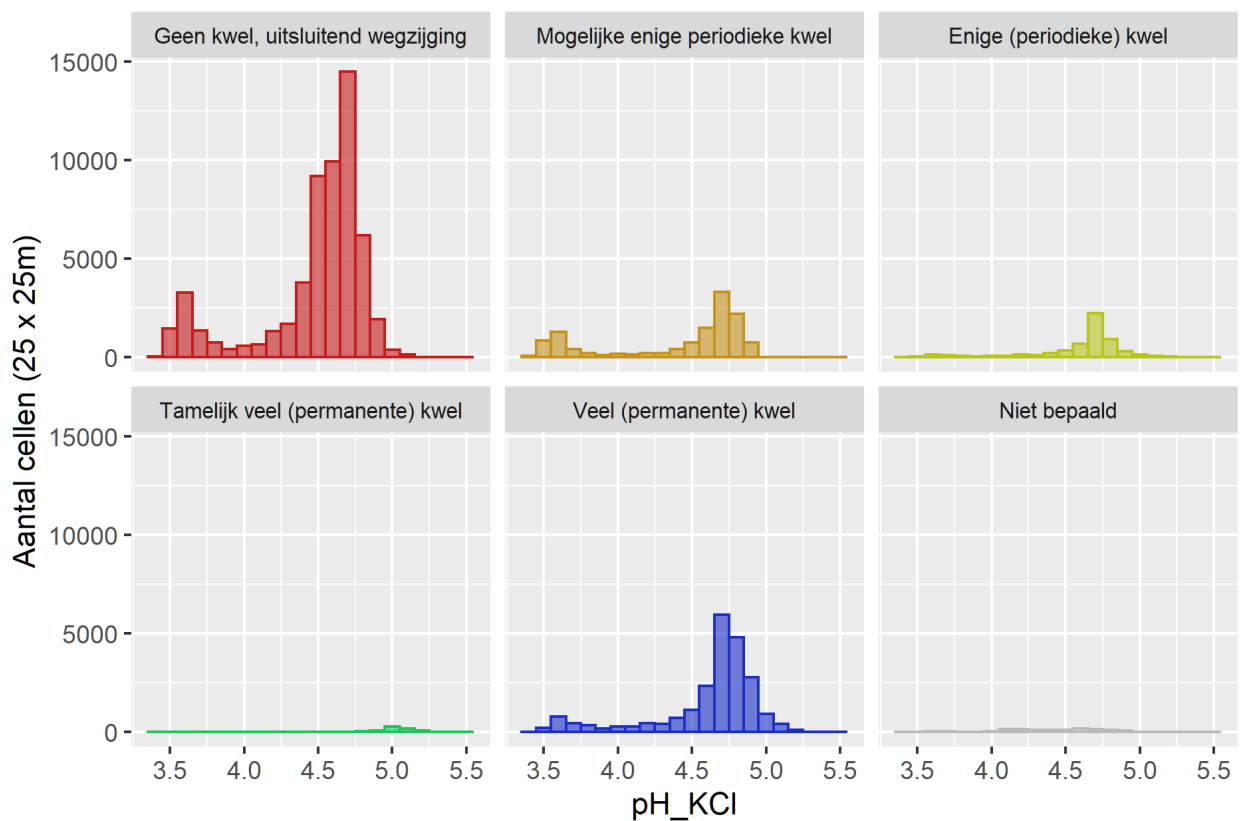 Geen kwel, uitsluitend wegzijging
Mogelijke enige periodieke kwel
Enige (periodieke) kwel
15000
10000
5000
0
Tamelijk veel (permanente) kwel
Veel (permanente) kwel
Niet bepaald
15000
10000
5000
0
Aantal cellen (25 x 25m)
3.5 4.0 4.5 5.0 5.5
3.5 4.0 4.5 5.0 5.5
3.5 4.0 4.5 5.0 5.5
pH_KCl